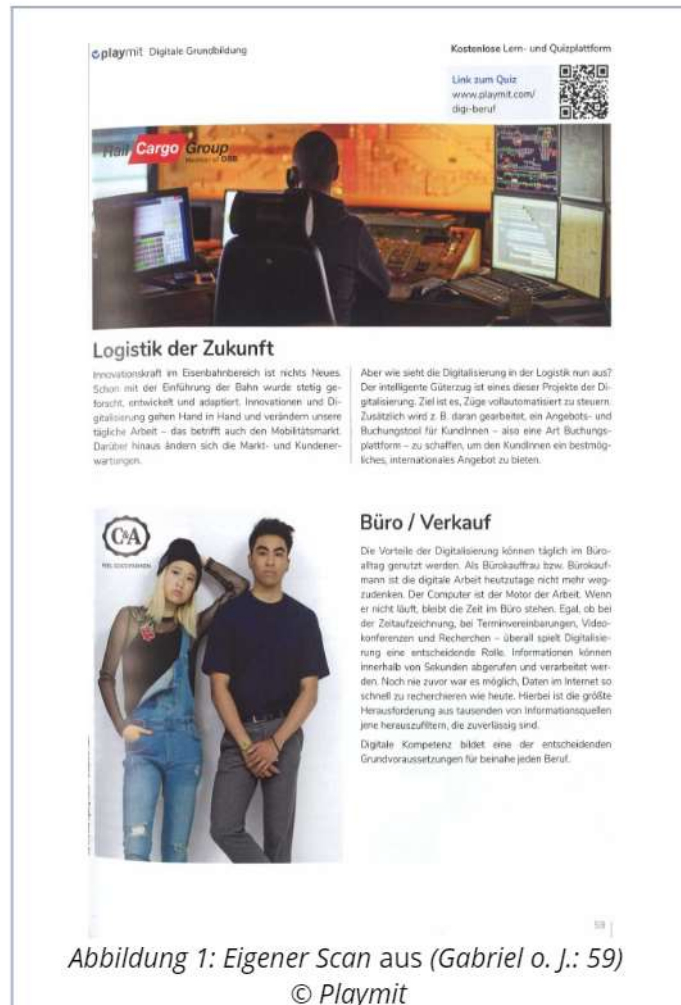 playmit Digitale Grundbildung
Kostenlose Lern- und Quizplattform
Link zum Quiz
www.playmit.com/
digi-beruf
Rail Cargo Group
Member of ÖBB
Logistik der Zukunft
Innovationskraft im Eisenbahnbereich ist nichts Neues.
Schon mit der Einführung der Bahn wurde stetig ge-
forscht, entwickelt und adaptiert. Innovationen und Di-
gitalisierung gehen Hand in Hand und verändern unsere
tägliche Arbeit – das betrifft auch den Mobilitätsmarkt.
Darüber hinaus ändern sich die Markt- und Kundener-
wartungen.
Aber wie sieht die Digitalisierung in der Logistik nun aus?
Der intelligente Güterzug ist eines dieser Projekte der Di-
gitalisierung. Ziel ist es, Züge vollautomatisiert zu steuern.
Zusätzlich wird z. B. daran gearbeitet, ein Angebots- und
Buchungstool für KundInnen – also eine Art Buchungs-
plattform – zu schaffen, um den KundInnen ein bestmög-
liches, internationales Angebot zu bieten.
C&A
Büro / Verkauf
Die Vorteile der Digitalisierung können täglich im Büro-
alltag genutzt werden. Als Bürokauffrau bzw. Bürokauf-
mann ist die digitale Arbeit heutzutage nicht mehr weg-
zudenken. Der Computer ist der Motor der Arbeit. Wenn
er nicht läuft, bleibt die Zeit im Büro stehen. Egal, ob bei
der Zeitaufzeichnung, bei Terminvereinbarungen, Video-
konferenzen und Recherchen – überall spielt Digitalisie-
rung eine entscheidende Rolle. Informationen können
innerhalb von Sekunden abgerufen und verarbeitet wer-
den. Noch nie zuvor war es möglich, Daten im Internet so
schnell zu recherchieren wie heute. Hierbei ist die größte
Herausforderung aus tausenden von Informationsquellen
jene herauszufiltern, die zuverlässig sind.
Digitale Kompetenz bildet eine der entscheidenden
Grundvoraussetzungen für beinahe jeden Beruf.
59
Abbildung 1: Eigener Scan aus (Gabriel o. J.: 59)
© Playmit